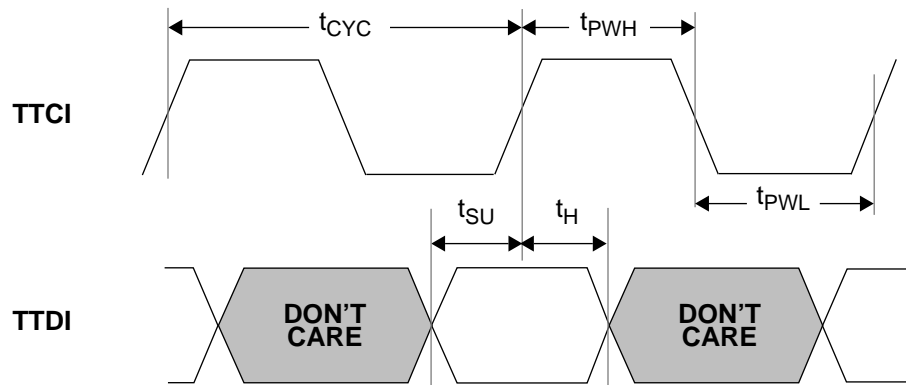 tCYC
tPWH
TTCI
tPWL
tSU
tH
TTDI
DON'T
CARE
DON'T
CARE